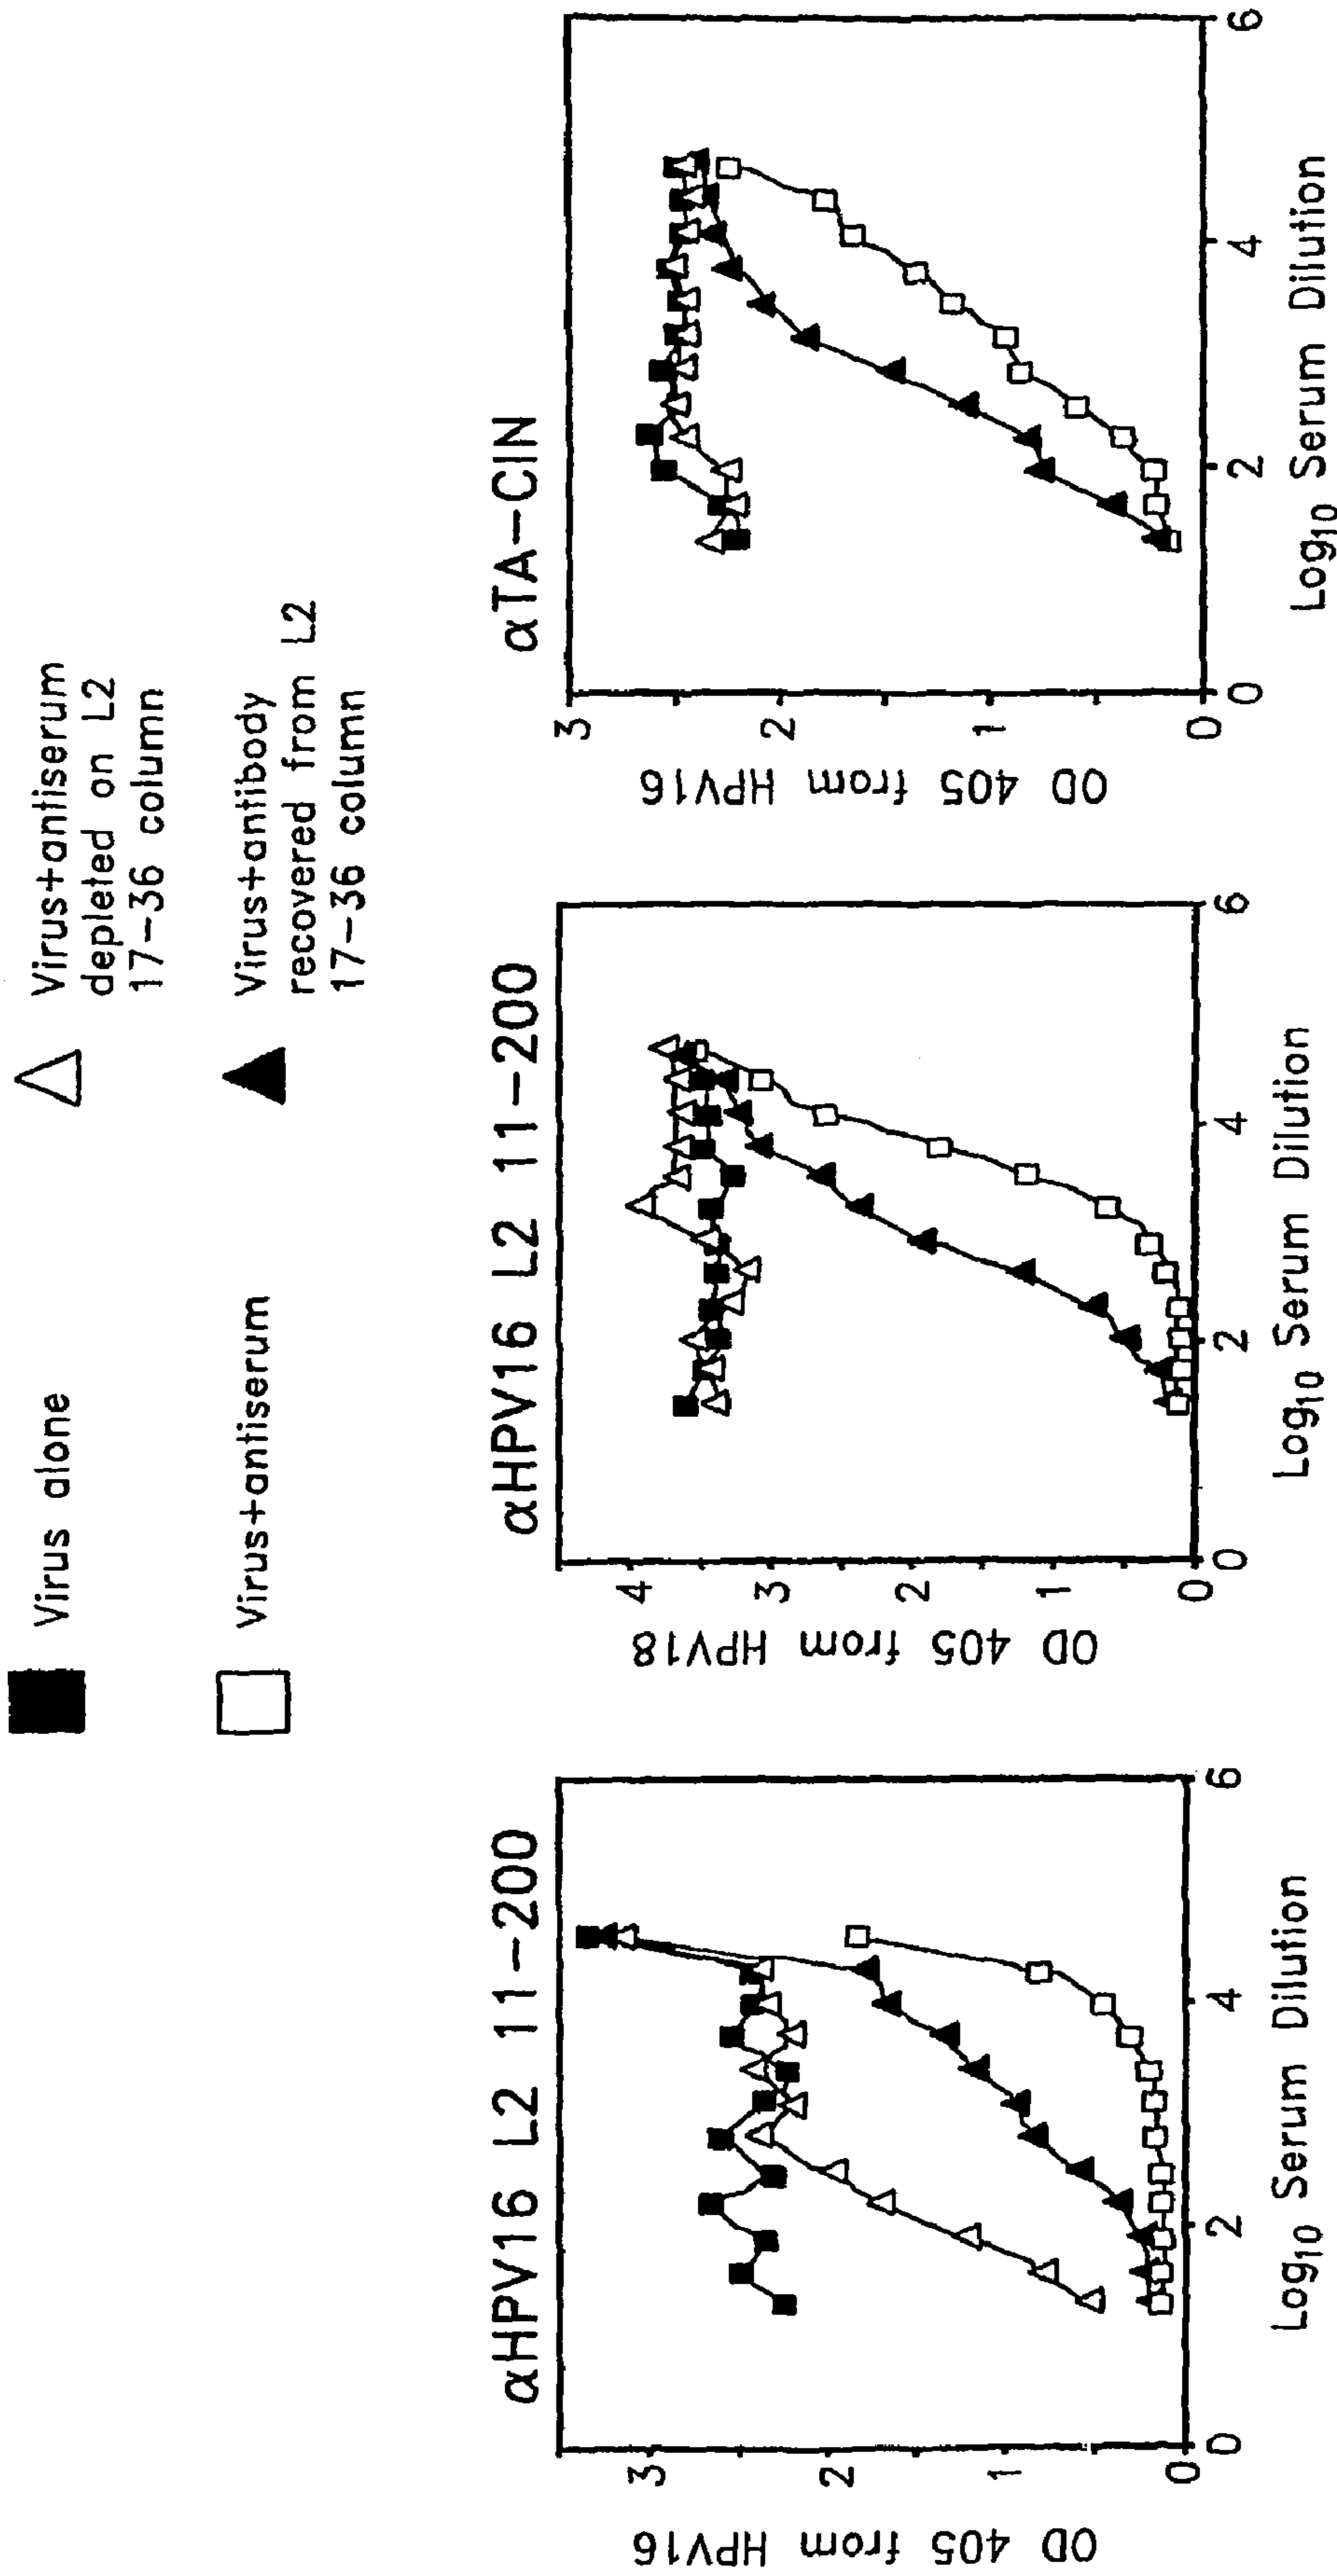 Virus alone
Virus+antiserum
depleted on L2
17-36 column
Virus+antiserum
Virus+antibody
recovered from L2
17-36 column
αHPV16 L2 11-200
OD 405 from HPV16
3
2
1
0
0 2 4 6
Log10 Serum Dilution
αHPV16 L2 11-200
OD 405 from HPV18
4
3
2
1
0
0 2 4 6
Log10 Serum Dilution
αTA-CIN
OD 405 from HPV16
3
2
1
0
0 2 4 6
Log10 Serum Dilution